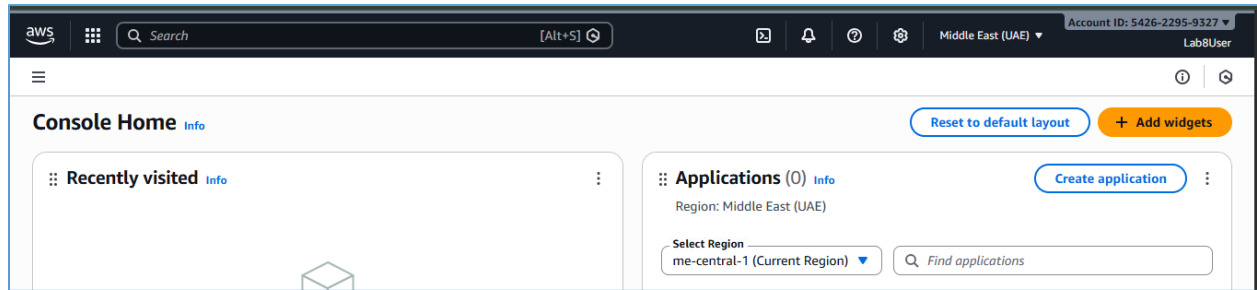 aws
Search [Alt+S]
Middle East (UAE) ▼
Account ID: 5426-2295-9327 ▼
Lab8User
Console Home Info
Reset to default layout
+ Add widgets
Recently visited Info
Applications (0) Info
Create application
Region: Middle East (UAE)
Select Region
me-central-1 (Current Region) ▼
Find applications